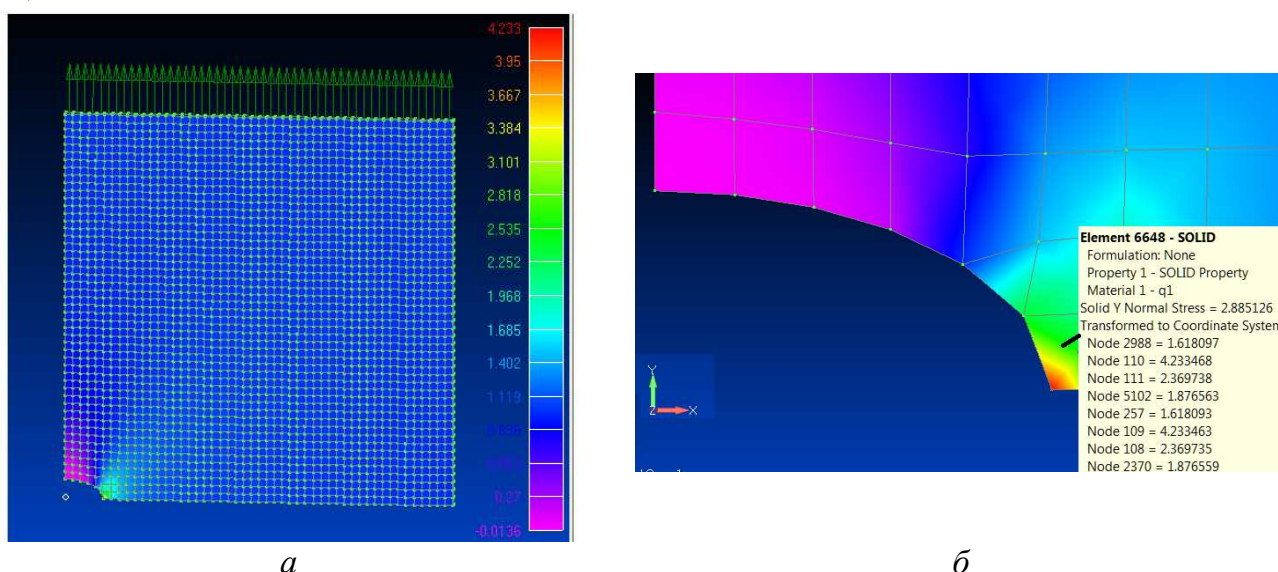 4.233
3.95
3.667
3.384
3.101
2.818
2.535
2.252
1.968
1.685
1.402
1.119
0.836
0.27
-0.0136
Element 6648 - SOLID
Formulation: None
Property 1 - SOLID Property
Material 1 - q1
Solid Y Normal Stress = 2.885126
Transformed to Coordinate System
Node 2988 = 1.618097
Node 110 = 4.233468
Node 111 = 2.369738
Node 5102 = 1.876563
Node 257 = 1.618093
Node 109 = 4.233463
Node 108 = 2.369735
Node 2370 = 1.876559
Y
Z X
а
б